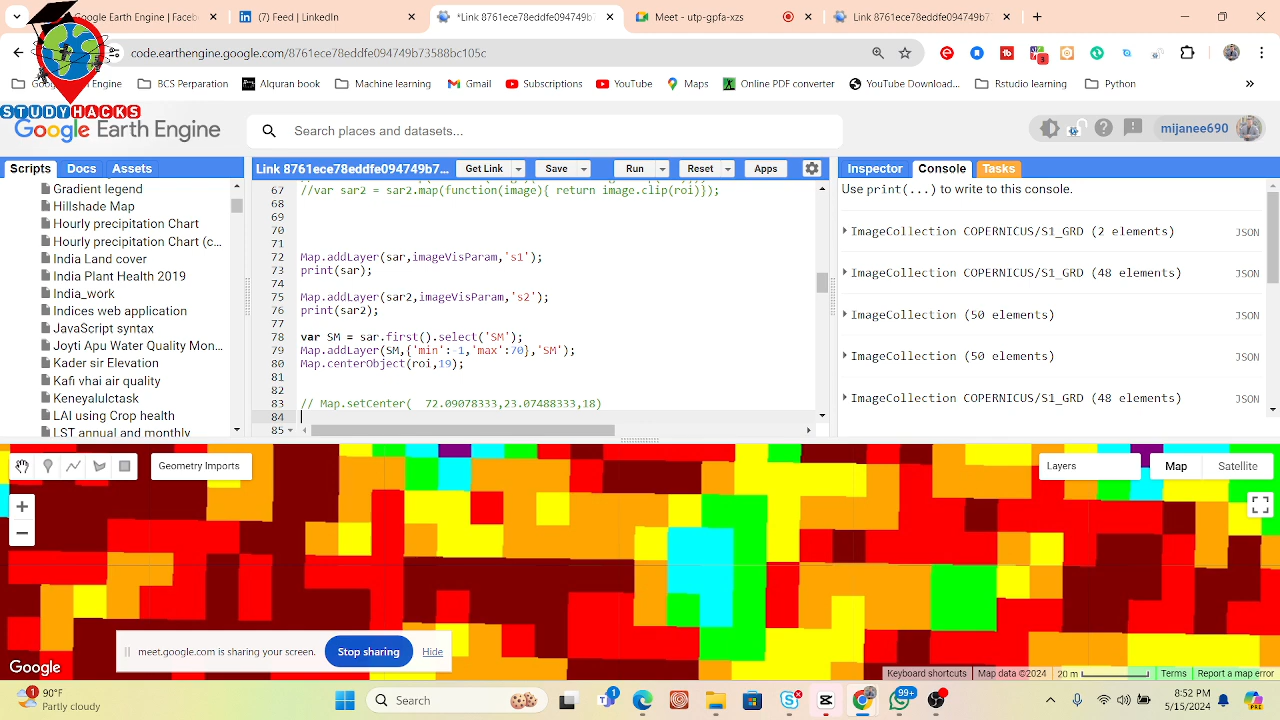 Google Engine | Faceb
(7) Feed | LinkedIn
*Link 8761ece78eddfe0947 49b7
Meet – utp-bqps-
Link 8761ece78eddfe094749b7
code.earthengine.google.com/8761ece78eddfe094749b73588bc105c
Engine
BCS Perparation
Alquran book
Machine learning
Gmail
Subscriptions
YouTube
Maps
Online PDF converter
YouTube Download...
Rstudio learning
Python
STUDYHACKS
Google Earth Engine
Search places and datasets...
mijanee690
Scripts Docs Assets
Link 8761ece78eddfe094749b7... Get Link Save Run Reset Apps
Inspector Console Tasks
Gradient legend
Hillshade Map
Hourly precipitation Chart
Hourly precipitation Chart (c...
India Land cover
India Plant Health 2019
India_work
Indices web application
JavaScript syntax
Joyti Apu Water Quality Mon...
Kader sir Elevation
Kafi vhai air quality
Keneyalulctask
LAI using Crop health
LST annual and monthly
67 //var sar2 = sar2.map(function(image){ return image.clip(roi)});
68
69
70
71
72 Map.addLayer(sar,imageVisParam,'s1');
73 print(sar);
74
75 Map.addLayer(sar2,imageVisParam,'s2');
76 print(sar2);
77
78 var SM = sar.first().select('SM');
79 Map.addLayer(SM,{'min':-1,'max':70},'SM');
80 Map.centerObject(roi,19);
81
82
83 // Map.setCenter( 72.09078333,23.07488333,18)
84
85
Use print(...) to write to this console.
ImageCollection COPERNICUS/S1_GRD (2 elements) JSON
ImageCollection COPERNICUS/S1_GRD (48 elements) JSON
ImageCollection (50 elements) JSON
ImageCollection (50 elements) JSON
ImageCollection COPERNICUS/S1_GRD (48 elements) JSON
Geometry Imports
Layers
Map Satellite
meet.google.com is sharing your screen. Stop sharing Hide
Google
Keyboard shortcuts Map data ©2024 20 m Terms Report a map error
90°F
Partly cloudy
Search
99+
8:52 PM
5/15/2024